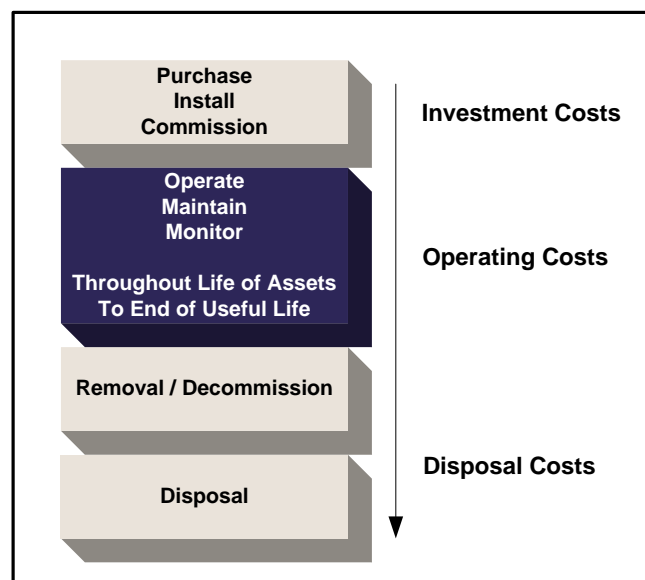 Purchase
Install
Commission
Investment Costs
Operate
Maintain
Monitor
Throughout Life of Assets
To End of Useful Life
Operating Costs
Removal / Decommission
Disposal Costs
Disposal